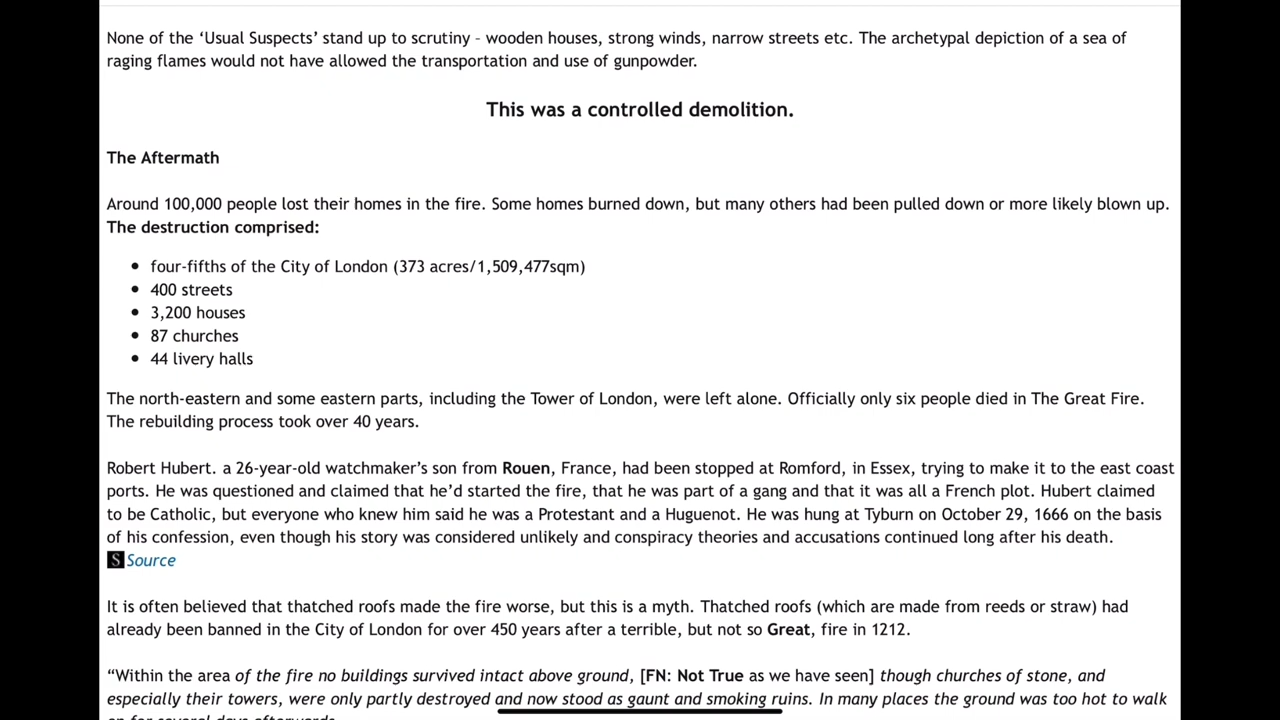 None of the ‘Usual Suspects’ stand up to scrutiny – wooden houses, strong winds, narrow streets etc. The archetypal depiction of a sea of
raging flames would not have allowed the transportation and use of gunpowder.
This was a controlled demolition.
The Aftermath
Around 100,000 people lost their homes in the fire. Some homes burned down, but many others had been pulled down or more likely blown up.
The destruction comprised:
• four-fifths of the City of London (373 acres/1,509,477sqm)
• 400 streets
• 3,200 houses
• 87 churches
• 44 livery halls
The north-eastern and some eastern parts, including the Tower of London, were left alone. Officially only six people died in The Great Fire.
The rebuilding process took over 40 years.
Robert Hubert. a 26-year-old watchmaker’s son from Rouen, France, had been stopped at Romford, in Essex, trying to make it to the east coast
ports. He was questioned and claimed that he’d started the fire, that he was part of a gang and that it was all a French plot. Hubert claimed
to be Catholic, but everyone who knew him said he was a Protestant and a Huguenot. He was hung at Tyburn on October 29, 1666 on the basis
of his confession, even though his story was considered unlikely and conspiracy theories and accusations continued long after his death.
S Source
It is often believed that thatched roofs made the fire worse, but this is a myth. Thatched roofs (which are made from reeds or straw) had
already been banned in the City of London for over 450 years after a terrible, but not so Great, fire in 1212.
“Within the area of the fire no buildings survived intact above ground, [FN: Not True as we have seen] though churches of stone, and
especially their towers, were only partly destroyed and now stood as gaunt and smoking ruins. In many places the ground was too hot to walk
on for several days afterwards